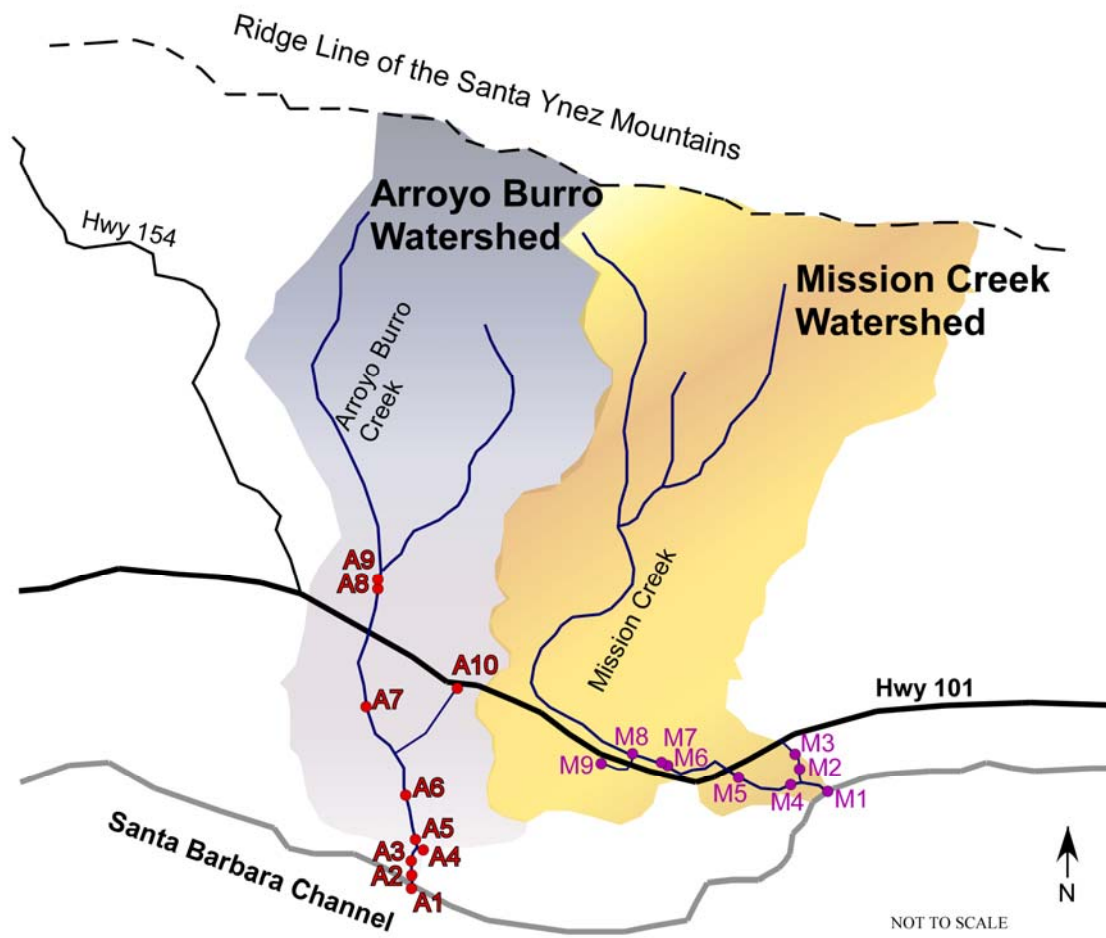 Ridge Line of the Santa Ynez Mountains
Arroyo Burro
Watershed
Hwy 154
Mission Creek
Watershed
Arroyo Burro
Creek
A9
A8
Mission Creek
A10
Hwy 101
A7
M8
M7
M3
M9
M6
M2
M5
M4
M1
A6
A5
A4
A3
A2
A1
Santa Barbara Channel
N
NOT TO SCALE